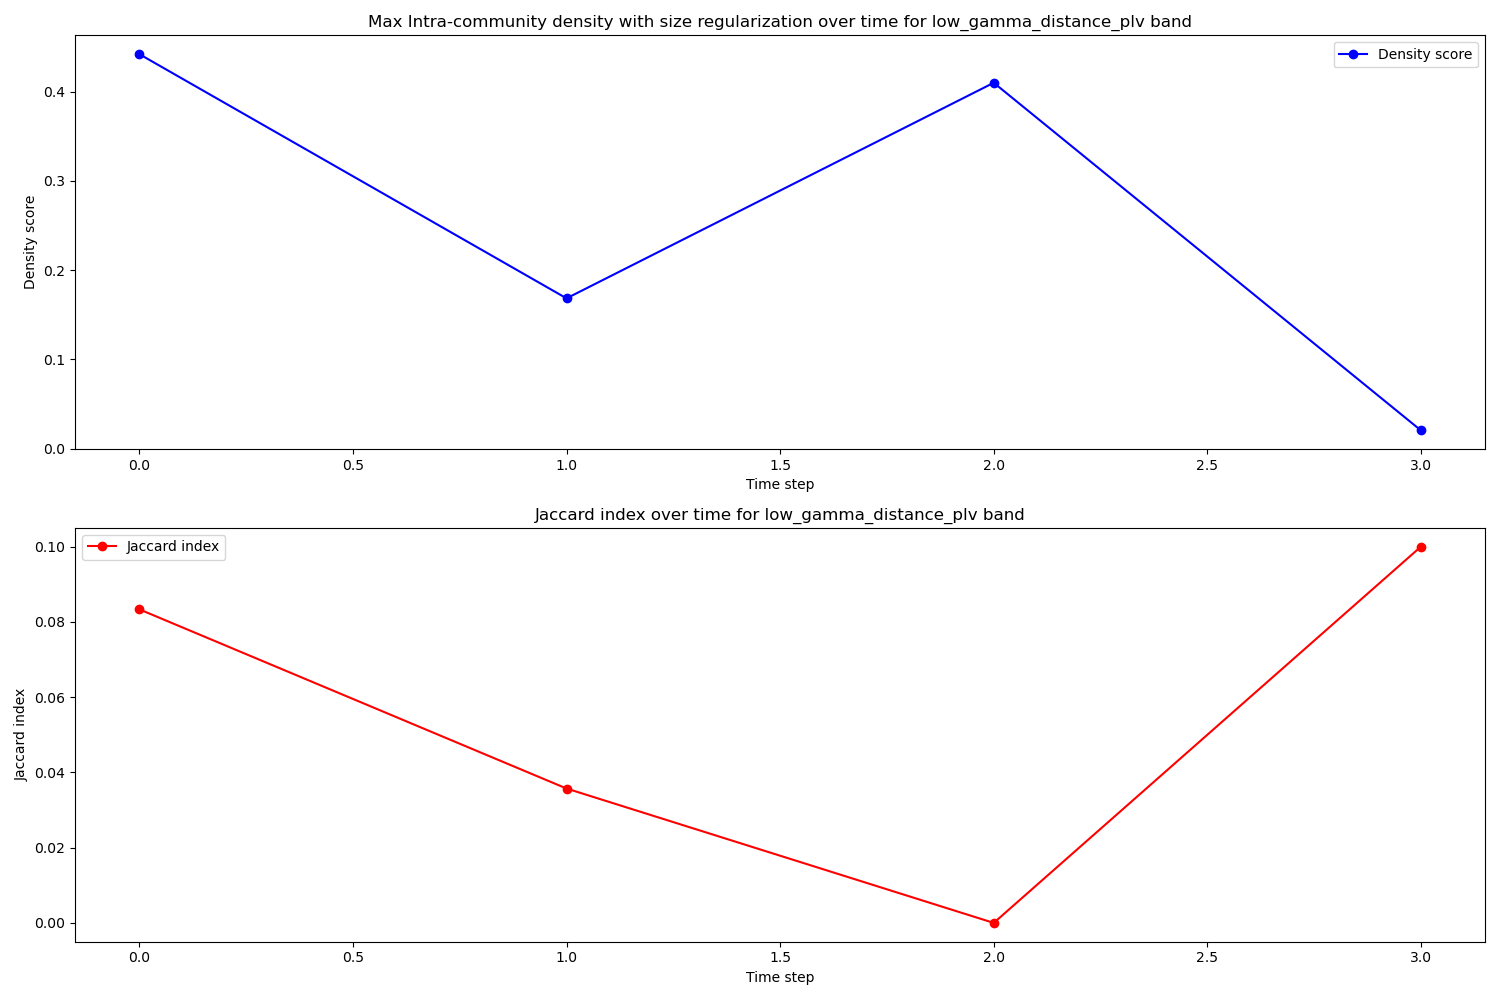 Max Intra-community density with size regularization over time for low_gamma_distance_plv band
Density score
Density score
0.4
0.3
0.2
0.1
0.0
0.0 0.5 1.0 1.5 2.0 2.5 3.0
Time step
Jaccard index over time for low_gamma_distance_plv band
Jaccard index
Jaccard index
0.10
0.08
0.06
0.04
0.02
0.00
0.0 0.5 1.0 1.5 2.0 2.5 3.0
Time step